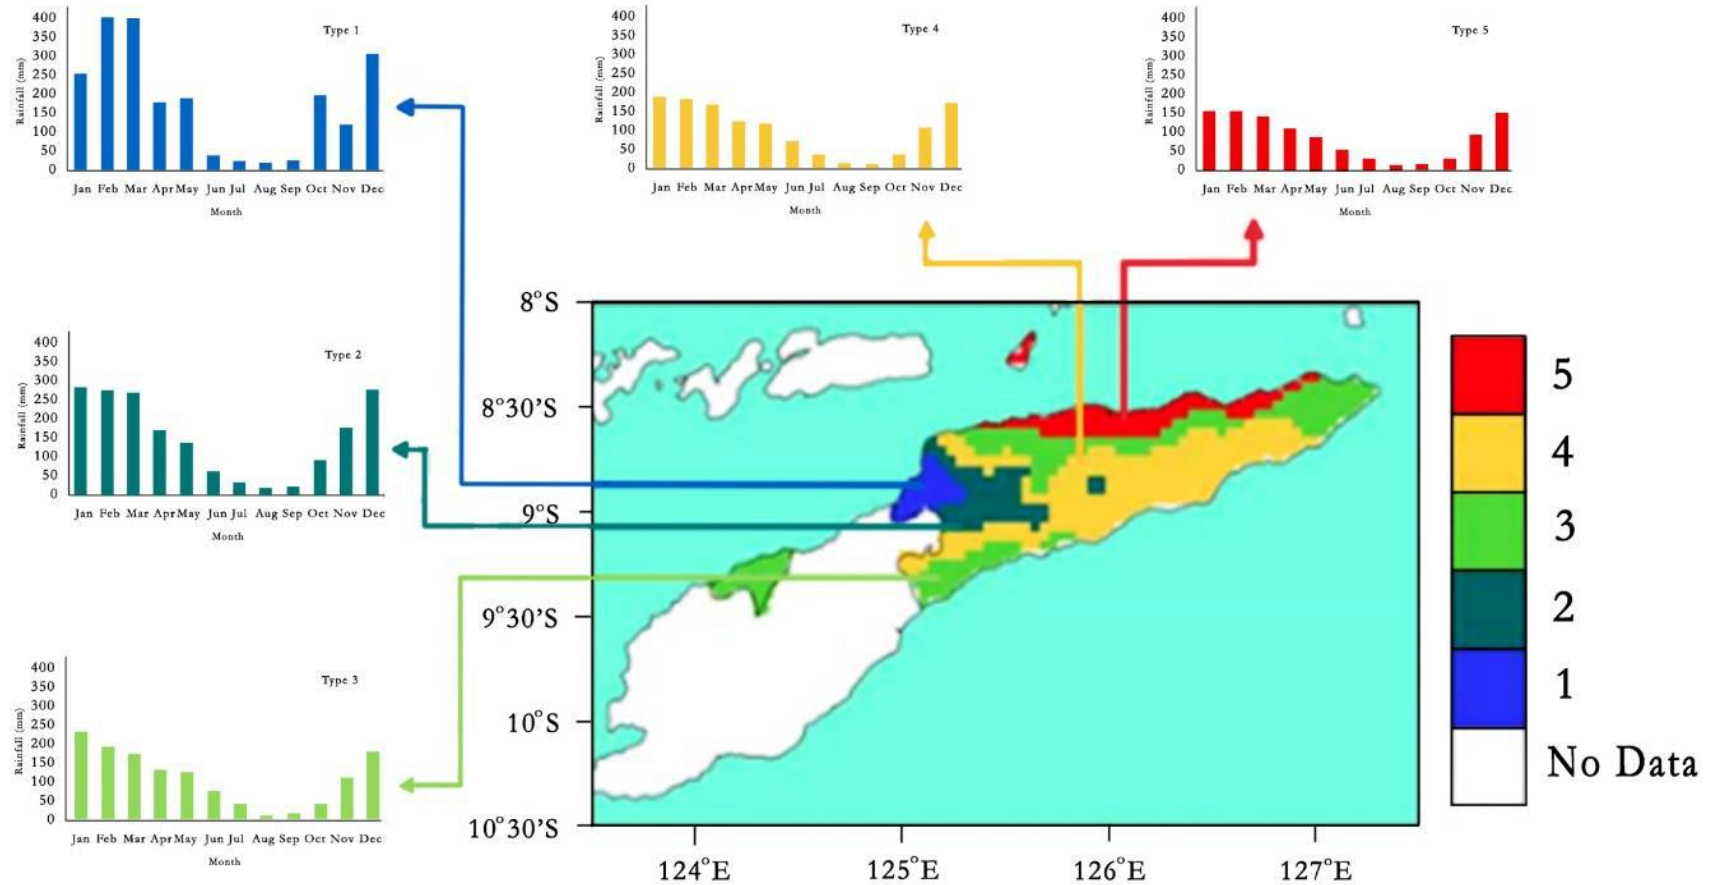 Type 1
400
350
300
250
200
150
100
50
0
Rainfall (mm)
Jan Feb Mar Apr May Jun Jul Aug Sep Oct Nov Dec
Month
Type 4
400
350
300
250
200
150
100
50
0
Rainfall (mm)
Jan Feb Mar Apr May Jun Jul Aug Sep Oct Nov Dec
Month
Type 5
400
350
300
250
200
150
100
50
0
Rainfall (mm)
Jan Feb Mar Apr May Jun Jul Aug Sep Oct Nov Dec
Month
Type 2
400
350
300
250
200
150
100
50
0
Rainfall (mm)
Jan Feb Mar Apr May Jun Jul Aug Sep Oct Nov Dec
Month
Type 3
400
350
300
250
200
150
100
50
0
Rainfall (mm)
Jan Feb Mar Apr May Jun Jul Aug Sep Oct Nov Dec
Month
8°S
8°30'S
9°S
9°30'S
10°S
10°30'S
124°E 125°E 126°E 127°E
5
4
3
2
1
No Data